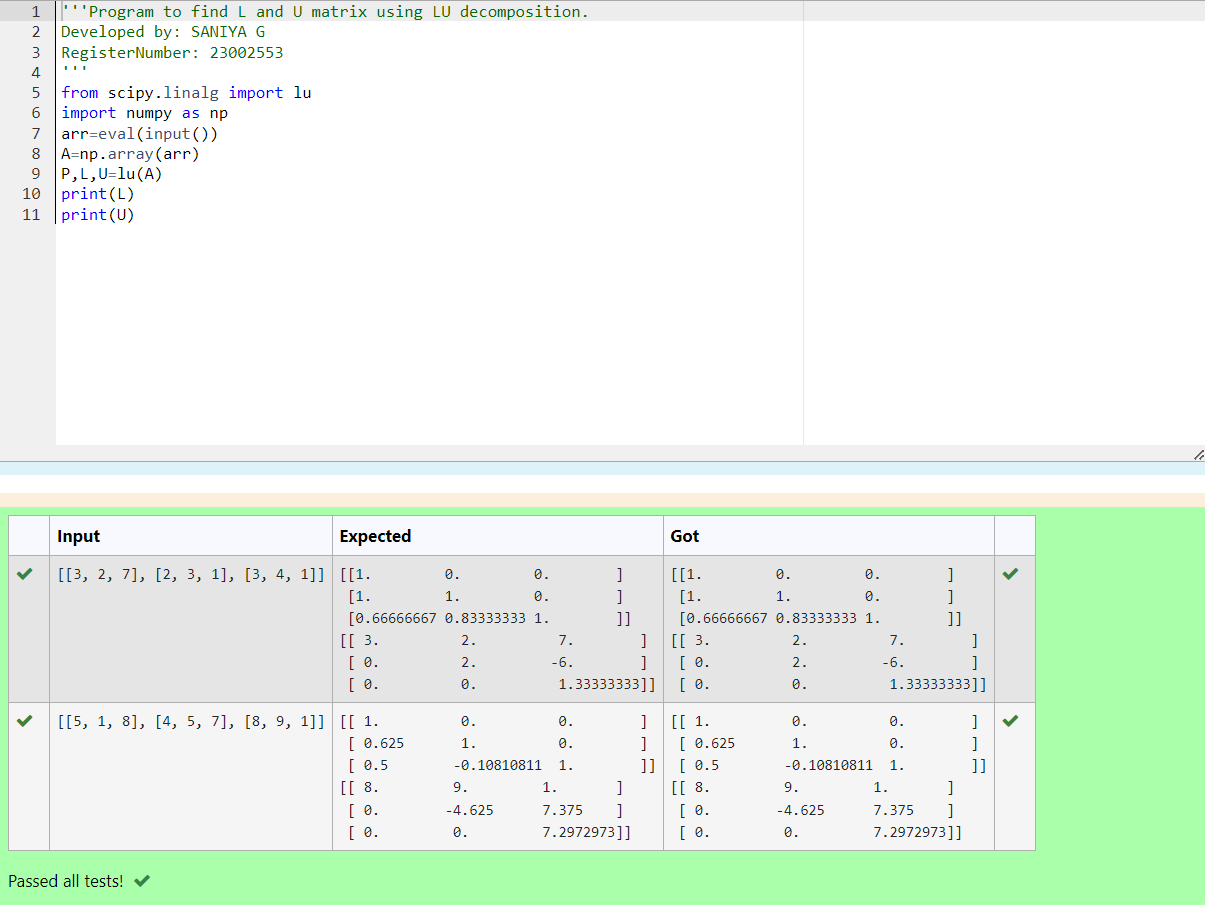 1 '''Program to find L and U matrix using LU decomposition.
2 Developed by: SANIYA G
3 RegisterNumber: 23002553
4 '''
5 from scipy.linalg import lu
6 import numpy as np
7 arr=eval(input())
8 A=np.array(arr)
9 P,L,U=lu(A)
10 print(L)
11 print(U)
Input Expected Got
[[3, 2, 7], [2, 3, 1], [3, 4, 1]] [[1. 0. 0. ] [[1. 0. 0. ]
[1. 1. 0. ] [1. 1. 0. ]
[0.66666667 0.83333333 1. ]] [0.66666667 0.83333333 1. ]]
[[ 3. 2. 7. ] [[ 3. 2. 7. ]
[ 0. 2. -6. ] [ 0. 2. -6. ]
[ 0. 0. 1.33333333]] [ 0. 0. 1.33333333]]
[[5, 1, 8], [4, 5, 7], [8, 9, 1]] [[ 1. 0. 0. ] [[ 1. 0. 0. ]
[ 0.625 1. 0. ] [ 0.625 1. 0. ]
[ 0.5 -0.10810811 1. ]] [ 0.5 -0.10810811 1. ]]
[[ 8. 9. 1. ] [[ 8. 9. 1. ]
[ 0. -4.625 7.375 ] [ 0. -4.625 7.375 ]
[ 0. 0. 7.2972973]] [ 0. 0. 7.2972973]]
Passed all tests!